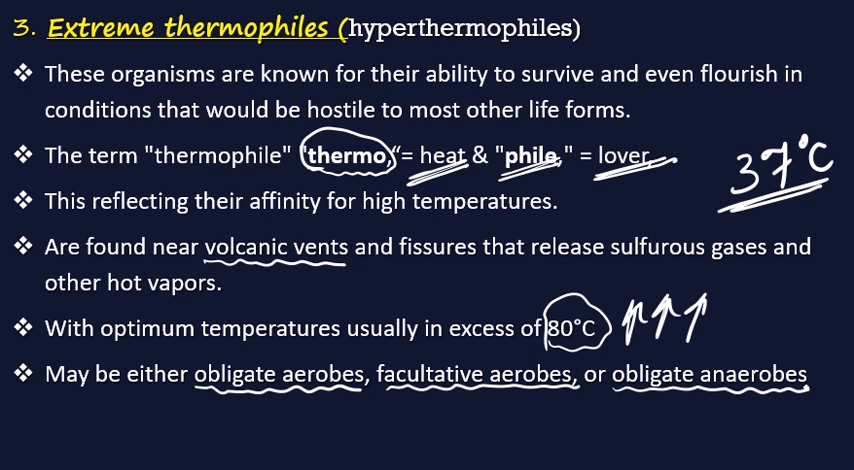 3. Extreme thermophiles (hyperthermophiles)
❖ These organisms are known for their ability to survive and even flourish in
conditions that would be hostile to most other life forms.
❖ The term "thermophile" "thermo,"= heat & "phile," = lover,
37°C
❖ This reflecting their affinity for high temperatures.
❖ Are found near volcanic vents and fissures that release sulfurous gases and
other hot vapors.
❖ With optimum temperatures usually in excess of 80°C ↑↑↑
❖ May be either obligate aerobes, facultative aerobes, or obligate anaerobes